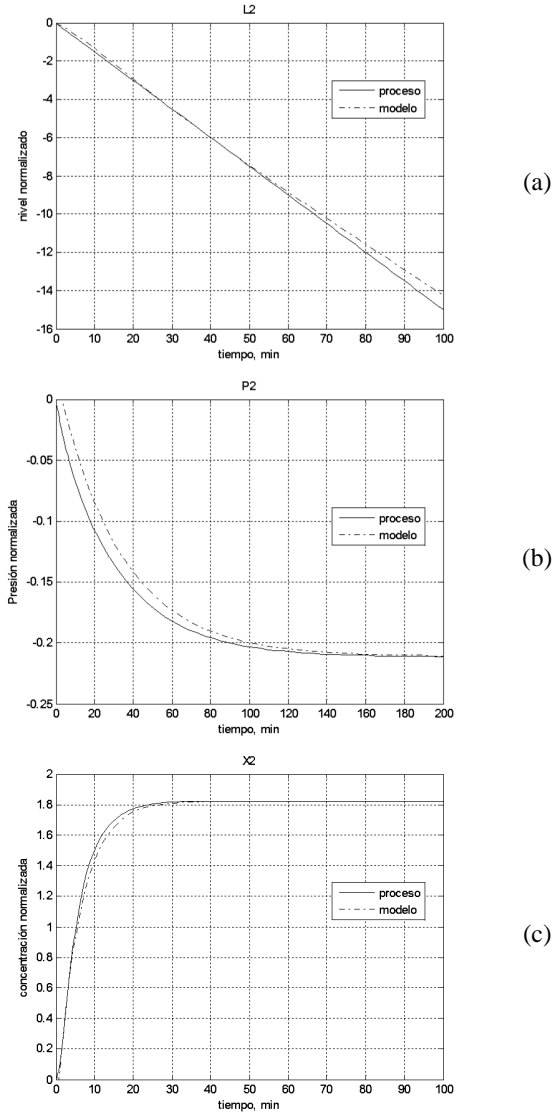 L2
0
-2
-4
-6
-8
-10
-12
-14
-16
nivel normalizado
proceso
modelo
0 10 20 30 40 50 60 70 80 90 100
tiempo, min
(a)
P2
0
-0.05
-0.1
-0.15
-0.2
-0.25
Presión normalizada
proceso
modelo
0 20 40 60 80 100 120 140 160 180 200
tiempo, min
(b)
X2
2
1.8
1.6
1.4
1.2
1
0.8
0.6
0.4
0.2
0
concentración normalizada
proceso
modelo
0 10 20 30 40 50 60 70 80 90 100
tiempo, min
(c)